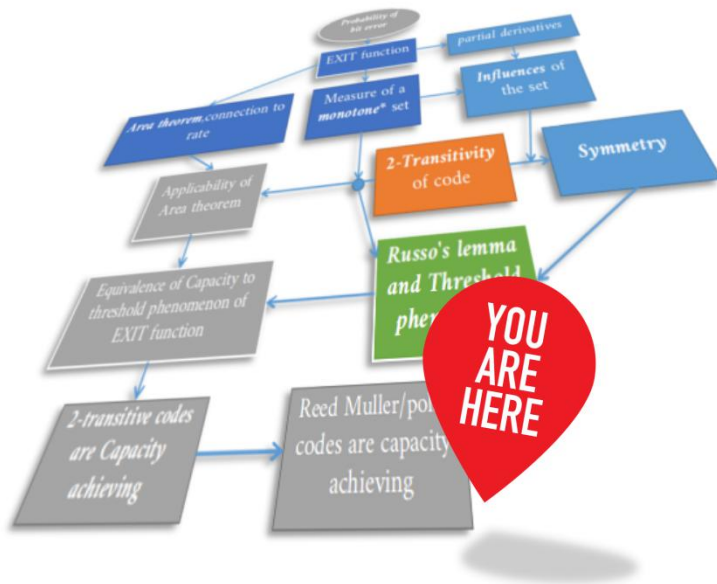 Probability of
bit error
EXIT function
partial derivatives
Area theorem,connection to
rate
Measure of a
monotone* set
Influences of
the set
Applicability of
Area theorem
2-Transitivity
of code
Symmetry
Equivalence of Capacity to
threshold phenomenon of
EXIT function
Russo's lemma
and Threshold
YOU
ARE
HERE
2-transitive codes
are Capacity
achieving
Reed Muller/
codes are capacity
achieving